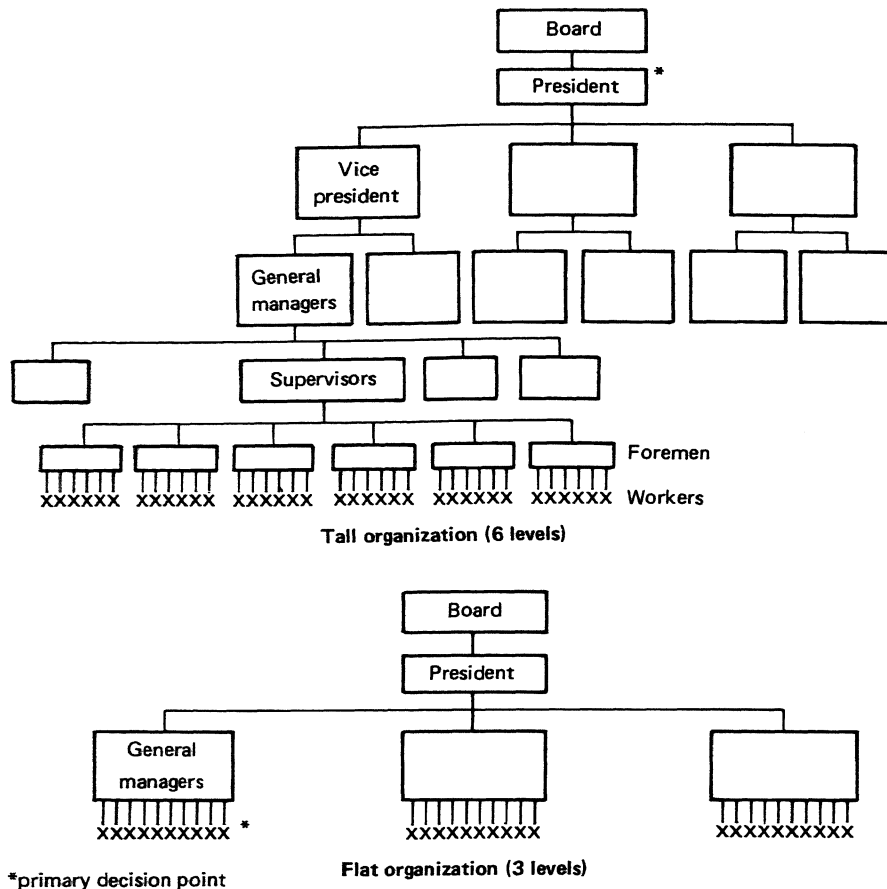 Board
President *
Vice
president
General
managers
Supervisors
Foremen
XXXXXX XXXXXX XXXXXX XXXXXX XXXXXX XXXXXX Workers
Tall organization (6 levels)
Board
President
General
managers
XXXXXXXXXX * XXXXXXXXXX XXXXXXXXXX
Flat organization (3 levels)
*primary decision point